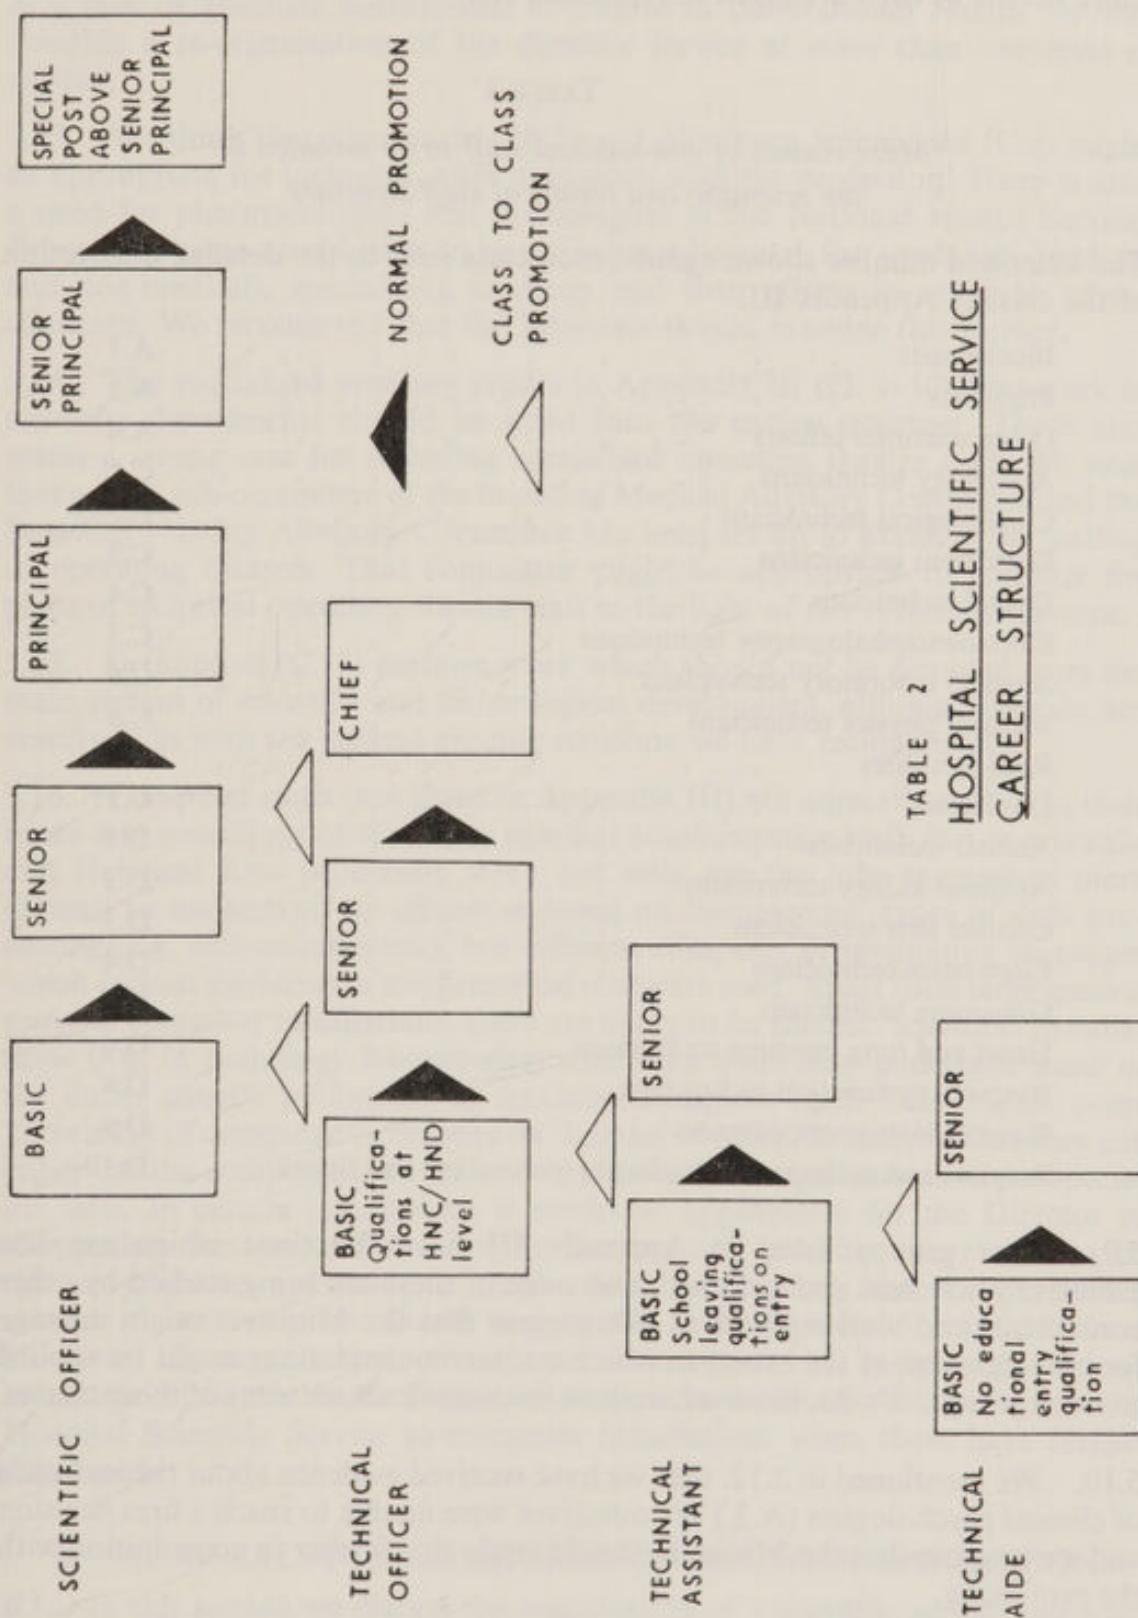 SCIENTIFIC OFFICER
BASIC
SENIOR
PRINCIPAL
SENIOR
PRINCIPAL
SPECIAL
POST
ABOVE
SENIOR
PRINCIPAL
TECHNICAL
OFFICER
BASIC
Qualifica-
tions at
HNC/HND
level
SENIOR
CHIEF
NORMAL PROMOTION
CLASS TO CLASS
PROMOTION
TECHNICAL
ASSISTANT
BASIC
School
leaving
qualifica-
tions on
entry
SENIOR
TECHNICAL
AIDE
BASIC
No educa
tional
entry
qualifica-
tion
SENIOR
TABLE 2
HOSPITAL SCIENTIFIC SERVICE
CAREER STRUCTURE